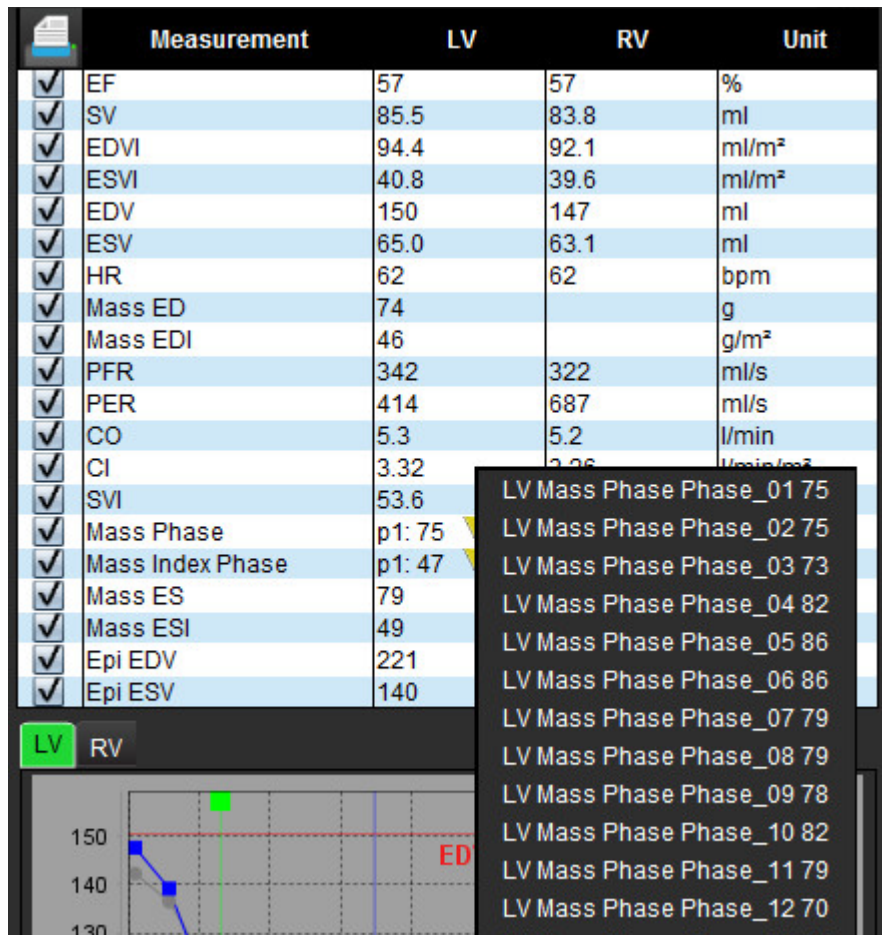 Measurement LV RV Unit
EF 57 57 %
SV 85.5 83.8 ml
EDVI 94.4 92.1 ml/m²
ESVI 40.8 39.6 ml/m²
EDV 150 147 ml
ESV 65.0 63.1 ml
HR 62 62 bpm
Mass ED 74 g
Mass EDI 46 g/m²
PFR 342 322 ml/s
PER 414 687 ml/s
CO 5.3 5.2 l/min
CI 3.32
SVI 53.6
Mass Phase p1: 75
Mass Index Phase p1: 47
Mass ES 79
Mass ESI 49
Epi EDV 221
Epi ESV 140
LV Mass Phase Phase_01 75
LV Mass Phase Phase_02 75
LV Mass Phase Phase_03 73
LV Mass Phase Phase_04 82
LV Mass Phase Phase_05 86
LV Mass Phase Phase_06 86
LV Mass Phase Phase_07 79
LV Mass Phase Phase_08 79
LV Mass Phase Phase_09 78
LV Mass Phase Phase_10 82
LV Mass Phase Phase_11 79
LV Mass Phase Phase_12 70
LV RV
150
140
130